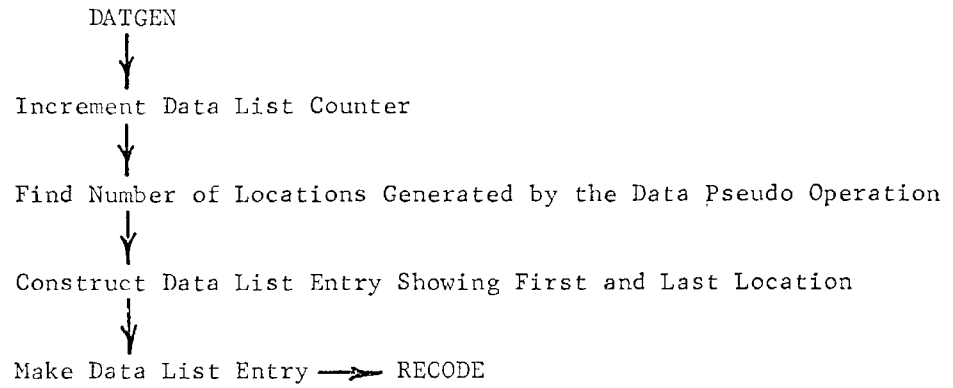 DATGEN
Increment Data List Counter
Find Number of Locations Generated by the Data Pseudo Operation
Construct Data List Entry Showing First and Last Location
Make Data List Entry RECODE